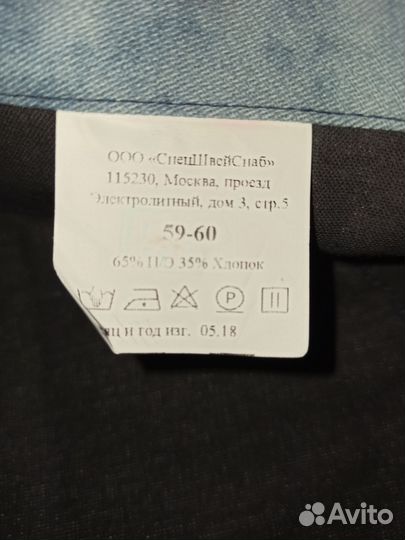 ООО «СпецШвейСнаб»
115230, Москва, проезд
Электролитный, дом 3, стр.5
59-60
65% П/Э 35% Хлопок
P
яц и год изг. 05.18
Avito